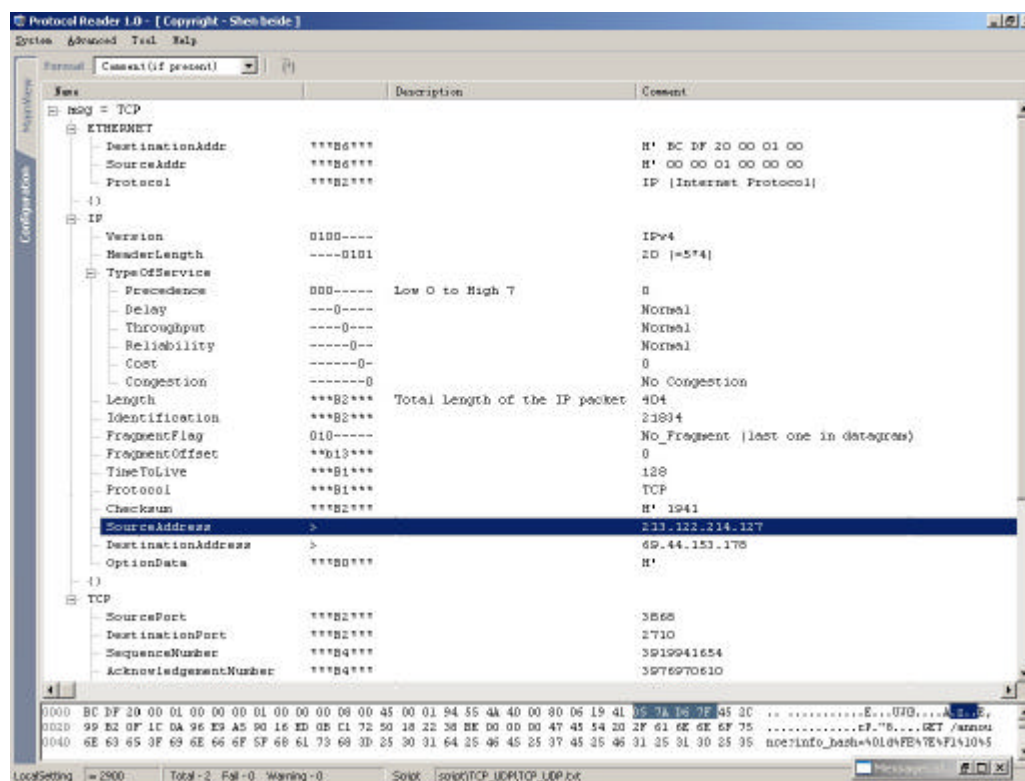 Protocol Reader 1.0 - [ Copyright - Shen beide ]
System Advanced Tool Help
MainView
Configuration
Format Comment(if present)
Name Description Comment
msg = TCP
ETHERNET
DestinationAddr ***B6*** H' BC DF 20 00 01 00
SourceAddr ***B6*** H' 00 00 01 00 00 00
Protocol ***B2*** IP (Internet Protocol)
{}
IP
Version 0100---- IPv4
HeaderLength ----0101 20 (=5*4)
TypeOfService
Precedence 000----- Low 0 to High 7 0
Delay ---0---- Normal
Throughput ----0--- Normal
Reliability -----0-- Normal
Cost ------0- 0
Congestion -------0 No Congestion
Length ***B2*** Total Length of the IP packet 404
Identification ***B2*** 21834
FragmentFlag 010----- No_Fragment (last one in datagram)
FragmentOffset **b13*** 0
TimeToLive ***B1*** 128
Protocol ***B1*** TCP
Checksum ***B2*** H' 1941
SourceAddress > 213.122.214.127
DestinationAddress > 69.44.153.178
OptionData ***B0*** H'
{}
TCP
SourcePort ***B2*** 3868
DestinationPort ***B2*** 2710
SequenceNumber ***B4*** 3919941654
AcknowledgementNumber ***B4*** 3976970610
0000 BC DF 20 00 01 00 00 00 01 00 00 00 08 00 45 00 01 94 55 4A 40 00 80 06 19 41 D5 7A D6 7F 45 2C
0020 99 B2 0F 1C 0A 96 E9 A5 90 16 ED 0B C1 72 50 18 22 38 BE 00 00 00 47 45 54 20 2F 61 6E 6E 6F 75
0040 6E 63 65 3F 69 6E 66 6F 5F 68 61 73 68 3D 25 30 31 64 25 46 45 25 37 45 25 46 31 25 31 30 25 35 nce?info_hash=%01d%FE%7E%F1%10%5
LocalSetting = 2900 Total - 2 Fail - 0 Warning - 0 Script script\TCP_UDP\TCP_UDP.txt